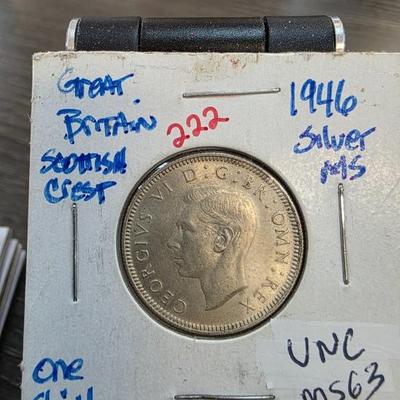 Great
Britain
Scottish
Crest
222
1946
Silver
MS
GEORGIVS VI D:G:BR:OMN:REX
UNC
MS63
One